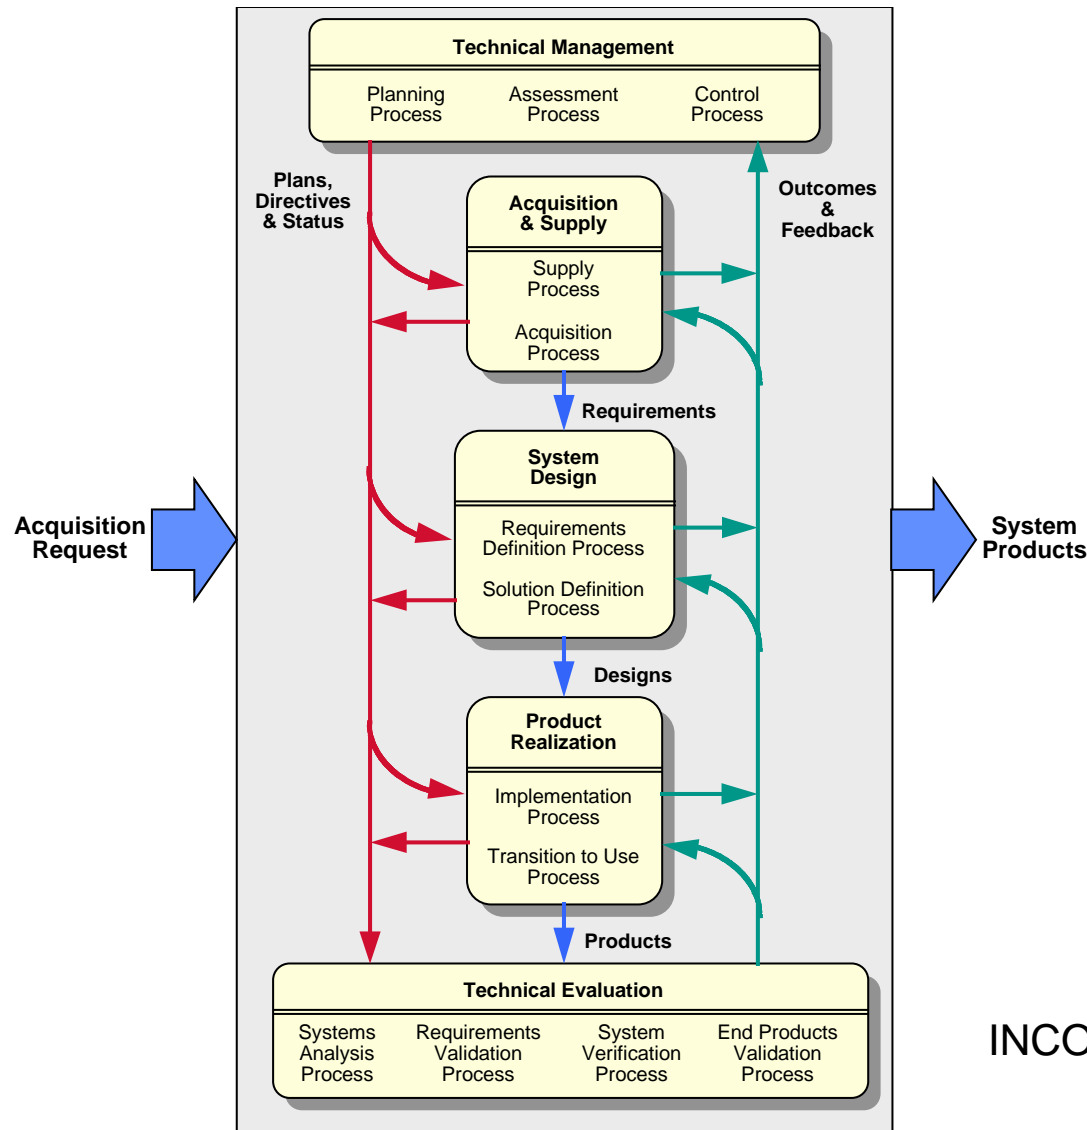 Technical Management
Planning
Process
Assessment
Process
Control
Process
Plans,
Directives
& Status
Outcomes
&
Feedback
Acquisition
& Supply
Supply
Process
Acquisition
Process
Requirements
System
Design
Requirements
Definition Process
Solution Definition
Process
Acquisition
Request
System
Products
Designs
Product
Realization
Implementation
Process
Transition to Use
Process
Products
Technical Evaluation
Systems
Analysis
Process
Requirements
Validation
Process
System
Verification
Process
End Products
Validation
Process